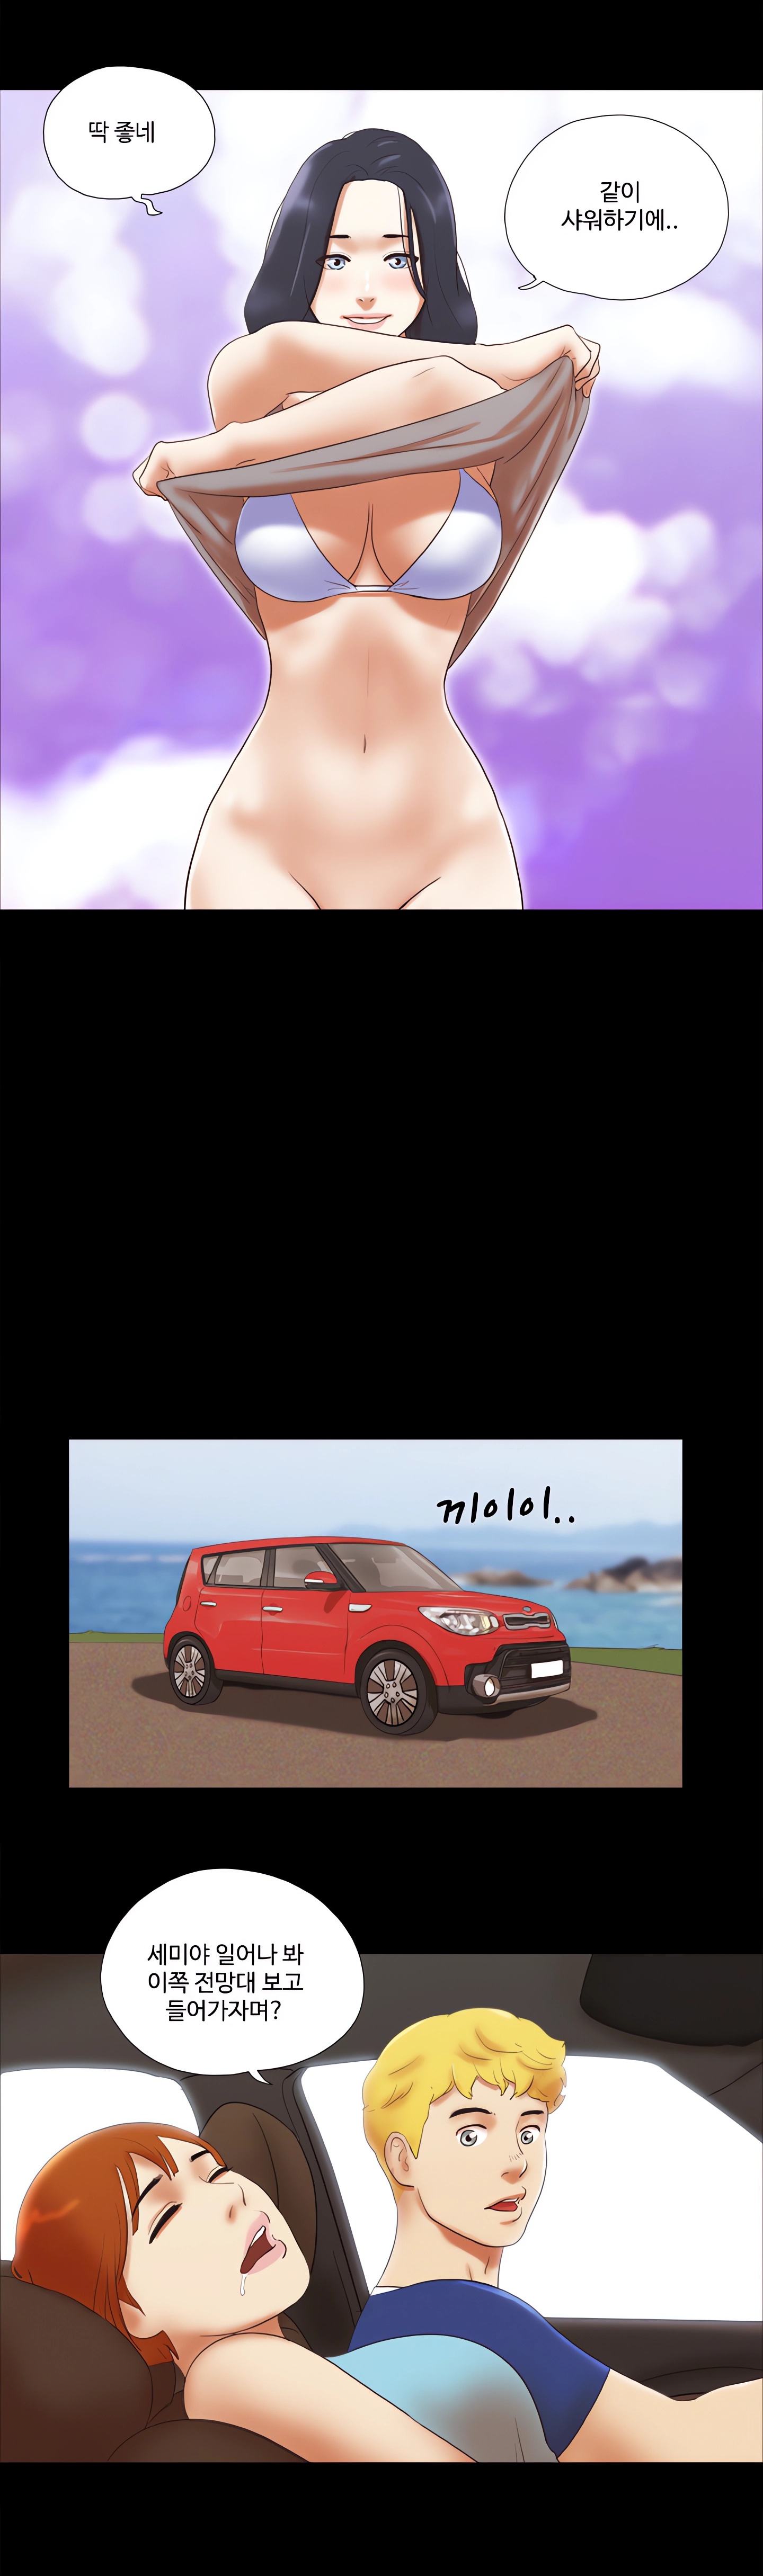 딱 좋네
같이
샤워하기에..
끼이이이..
세미야 일어나 봐
이쪽 전망대 보고
들어가자며?